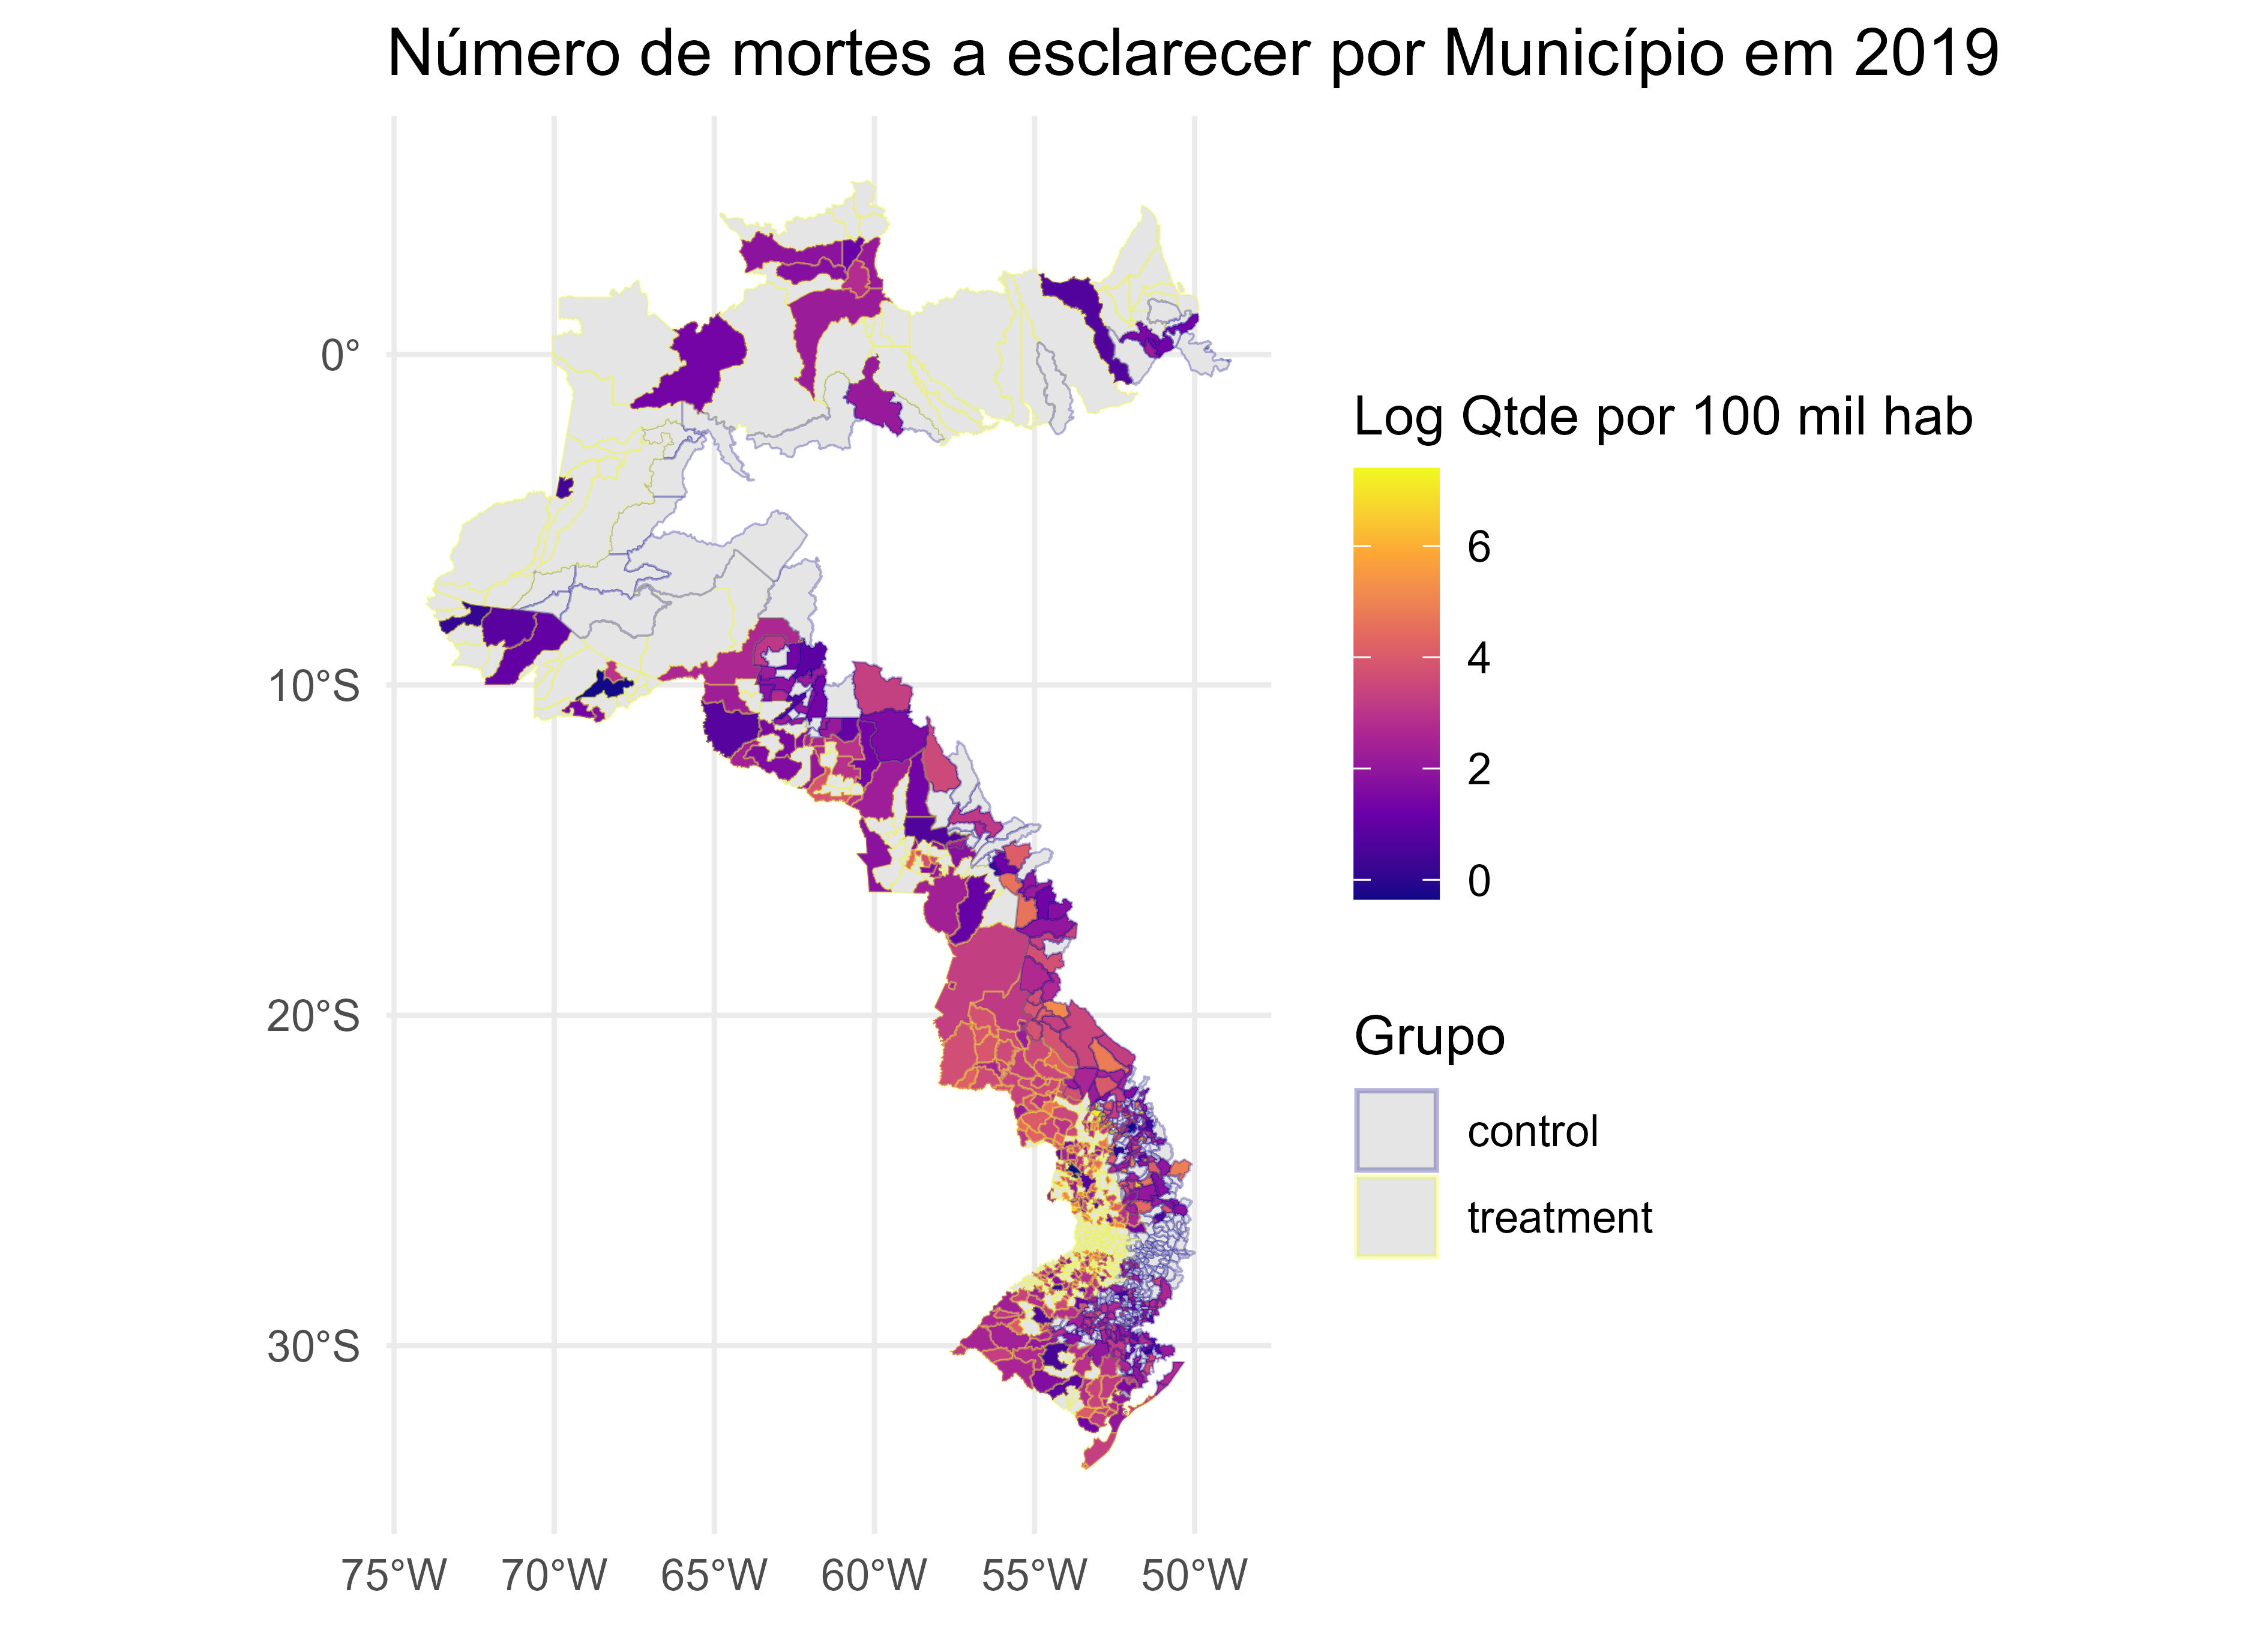 Número de mortes a esclarecer por Município em 2019
0°
10°S
20°S
30°S
75°W 70°W 65°W 60°W 55°W 50°W
Log Qtde por 100 mil hab
6
4
2
0
Grupo
control
treatment